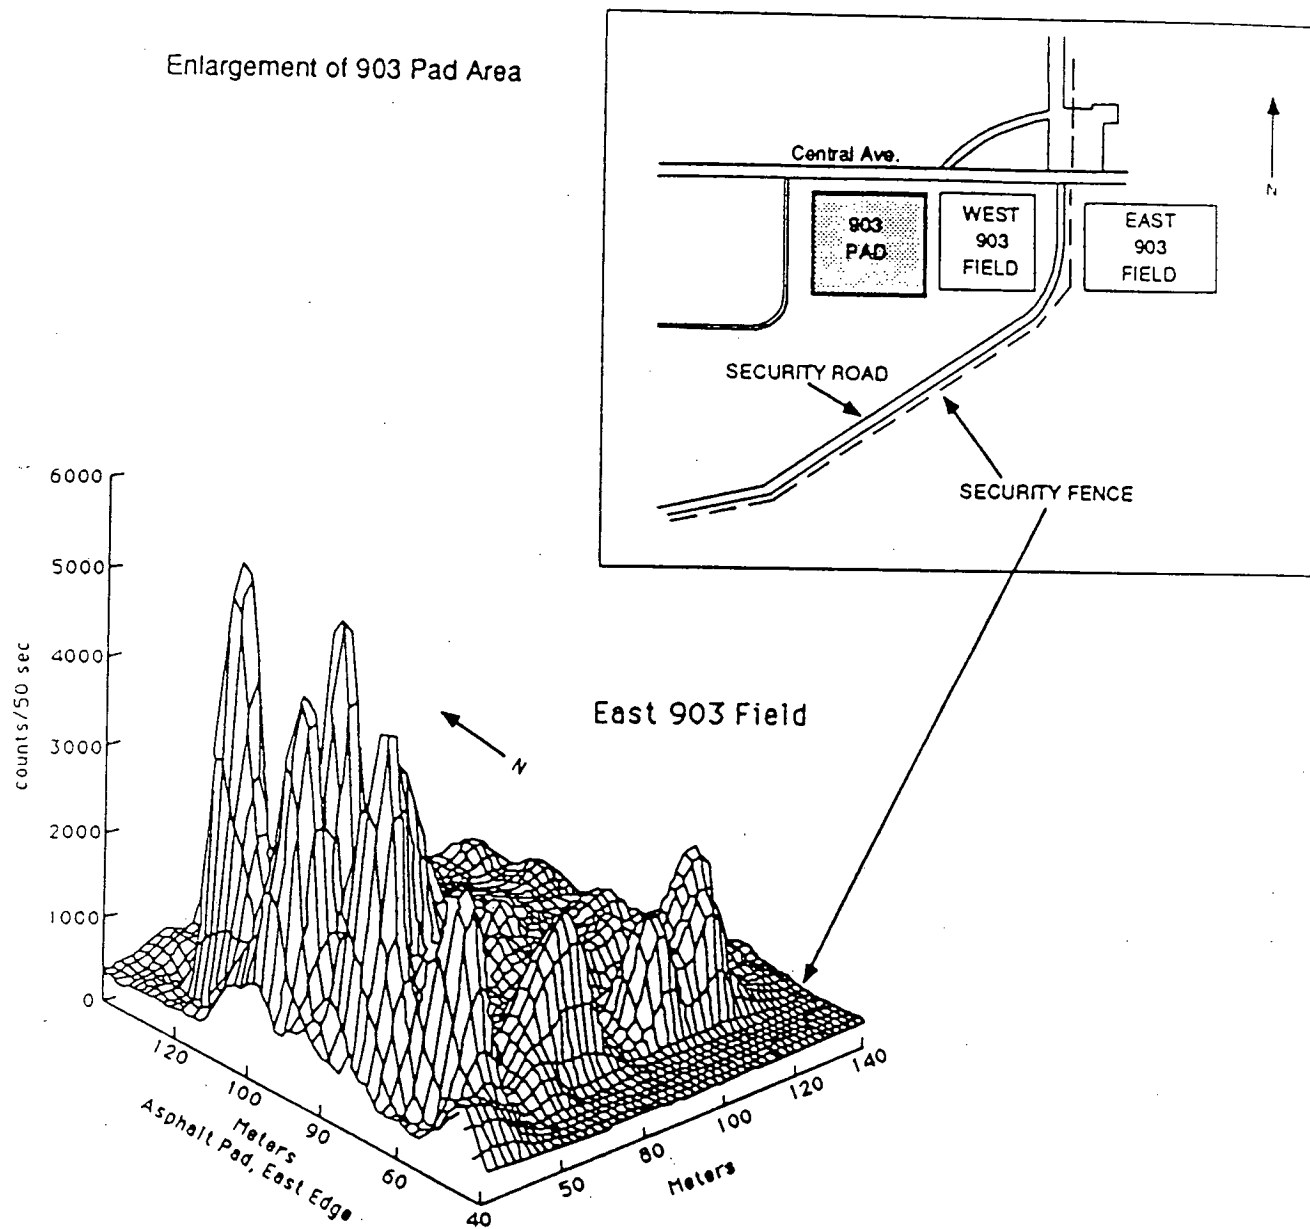 Enlargement of 903 Pad Area
Central Ave.
N
903
PAD
WEST
903
FIELD
EAST
903
FIELD
SECURITY ROAD
SECURITY FENCE
East 903 Field
N
counts/50 sec
6000
5000
4000
3000
2000
1000
0
120
100
90
60
40
Meters
Asphalt Pad, East Edge
50
80
100
120
140
Meters